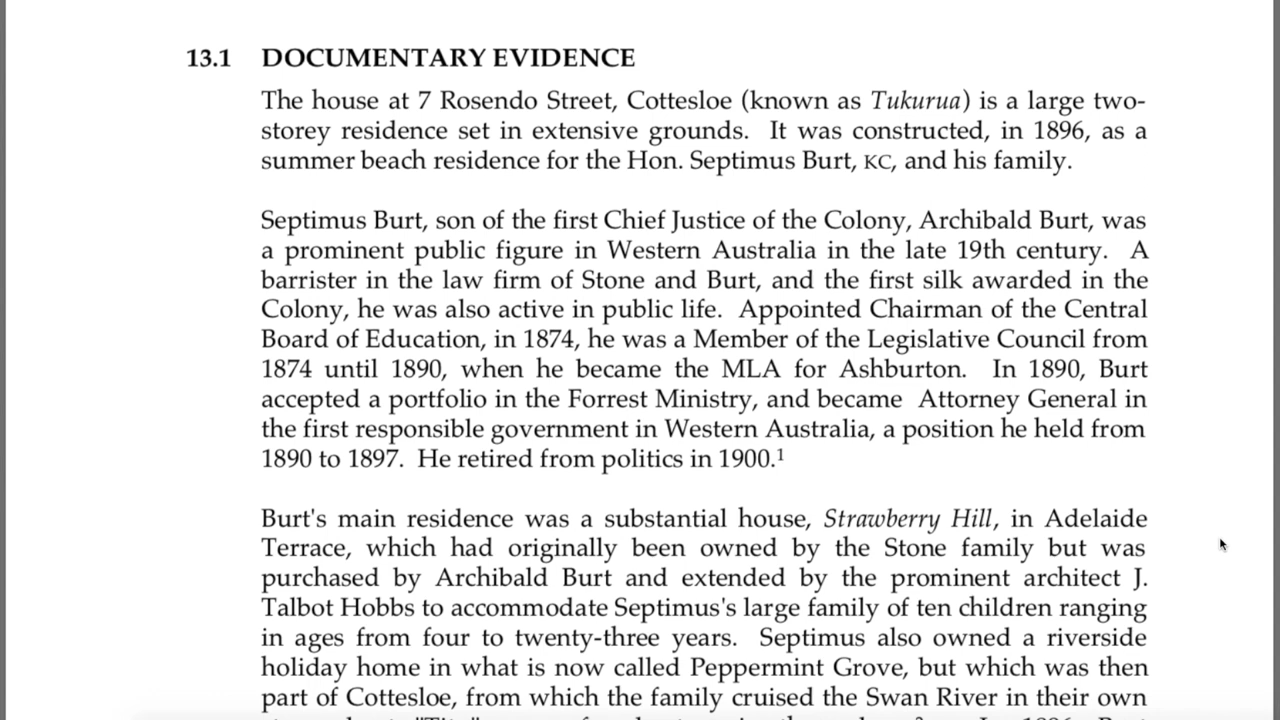 13.1 DOCUMENTARY EVIDENCE
The house at 7 Rosendo Street, Cottesloe (known as Tukurua) is a large two-
storey residence set in extensive grounds. It was constructed, in 1896, as a
summer beach residence for the Hon. Septimus Burt, KC, and his family.
Septimus Burt, son of the first Chief Justice of the Colony, Archibald Burt, was
a prominent public figure in Western Australia in the late 19th century. A
barrister in the law firm of Stone and Burt, and the first silk awarded in the
Colony, he was also active in public life. Appointed Chairman of the Central
Board of Education, in 1874, he was a Member of the Legislative Council from
1874 until 1890, when he became the MLA for Ashburton. In 1890, Burt
accepted a portfolio in the Forrest Ministry, and became Attorney General in
the first responsible government in Western Australia, a position he held from
1890 to 1897. He retired from politics in 1900.¹
Burt's main residence was a substantial house, Strawberry Hill, in Adelaide
Terrace, which had originally been owned by the Stone family but was
purchased by Archibald Burt and extended by the prominent architect J.
Talbot Hobbs to accommodate Septimus's large family of ten children ranging
in ages from four to twenty-three years. Septimus also owned a riverside
holiday home in what is now called Peppermint Grove, but which was then
part of Cottesloe, from which the family cruised the Swan River in their own